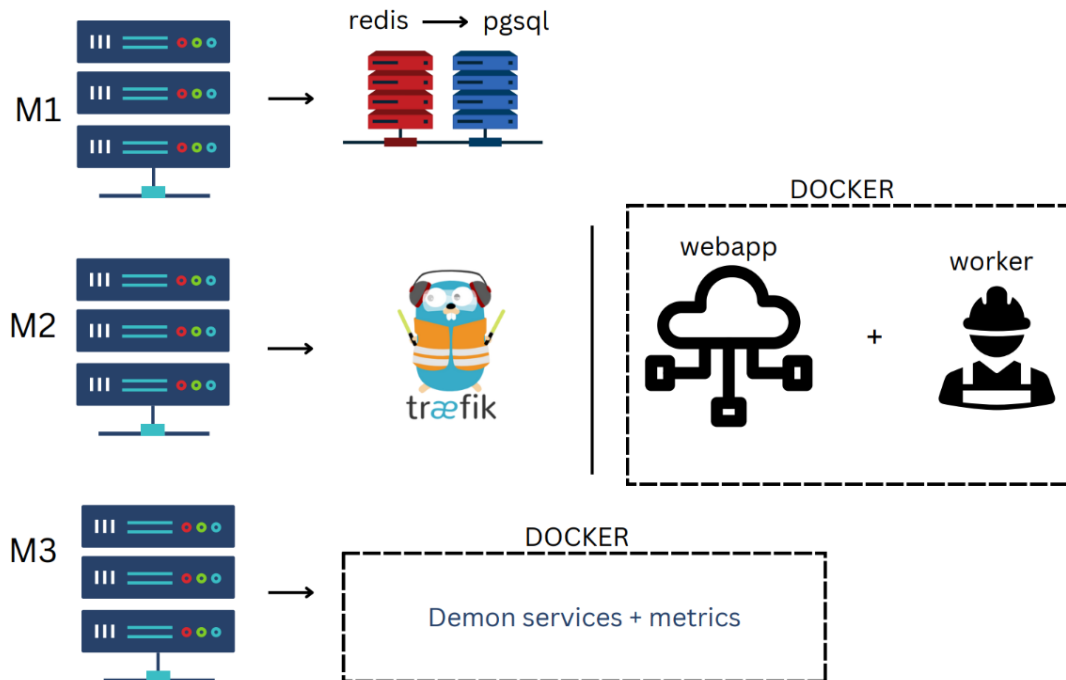 redis → pgsql
M1
DOCKER
webapp + worker
M2
træfik
M3
DOCKER
Demon services + metrics